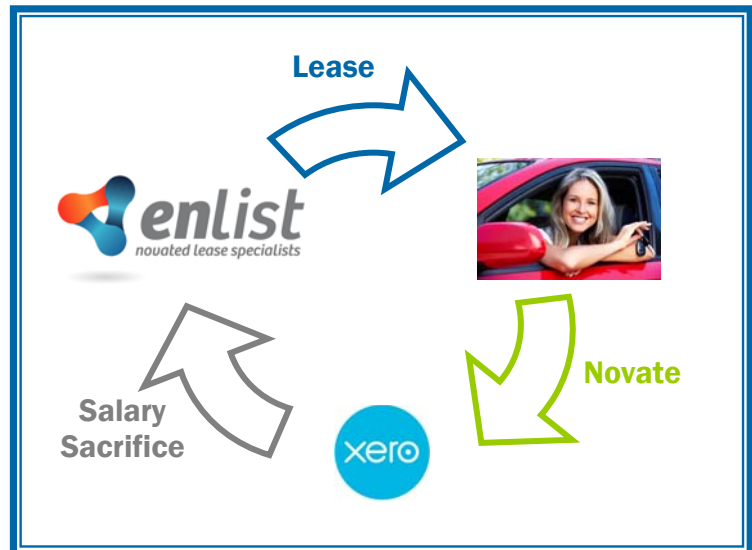 Lease
enlist
novated lease specialists
Novate
Salary
Sacrifice
xero